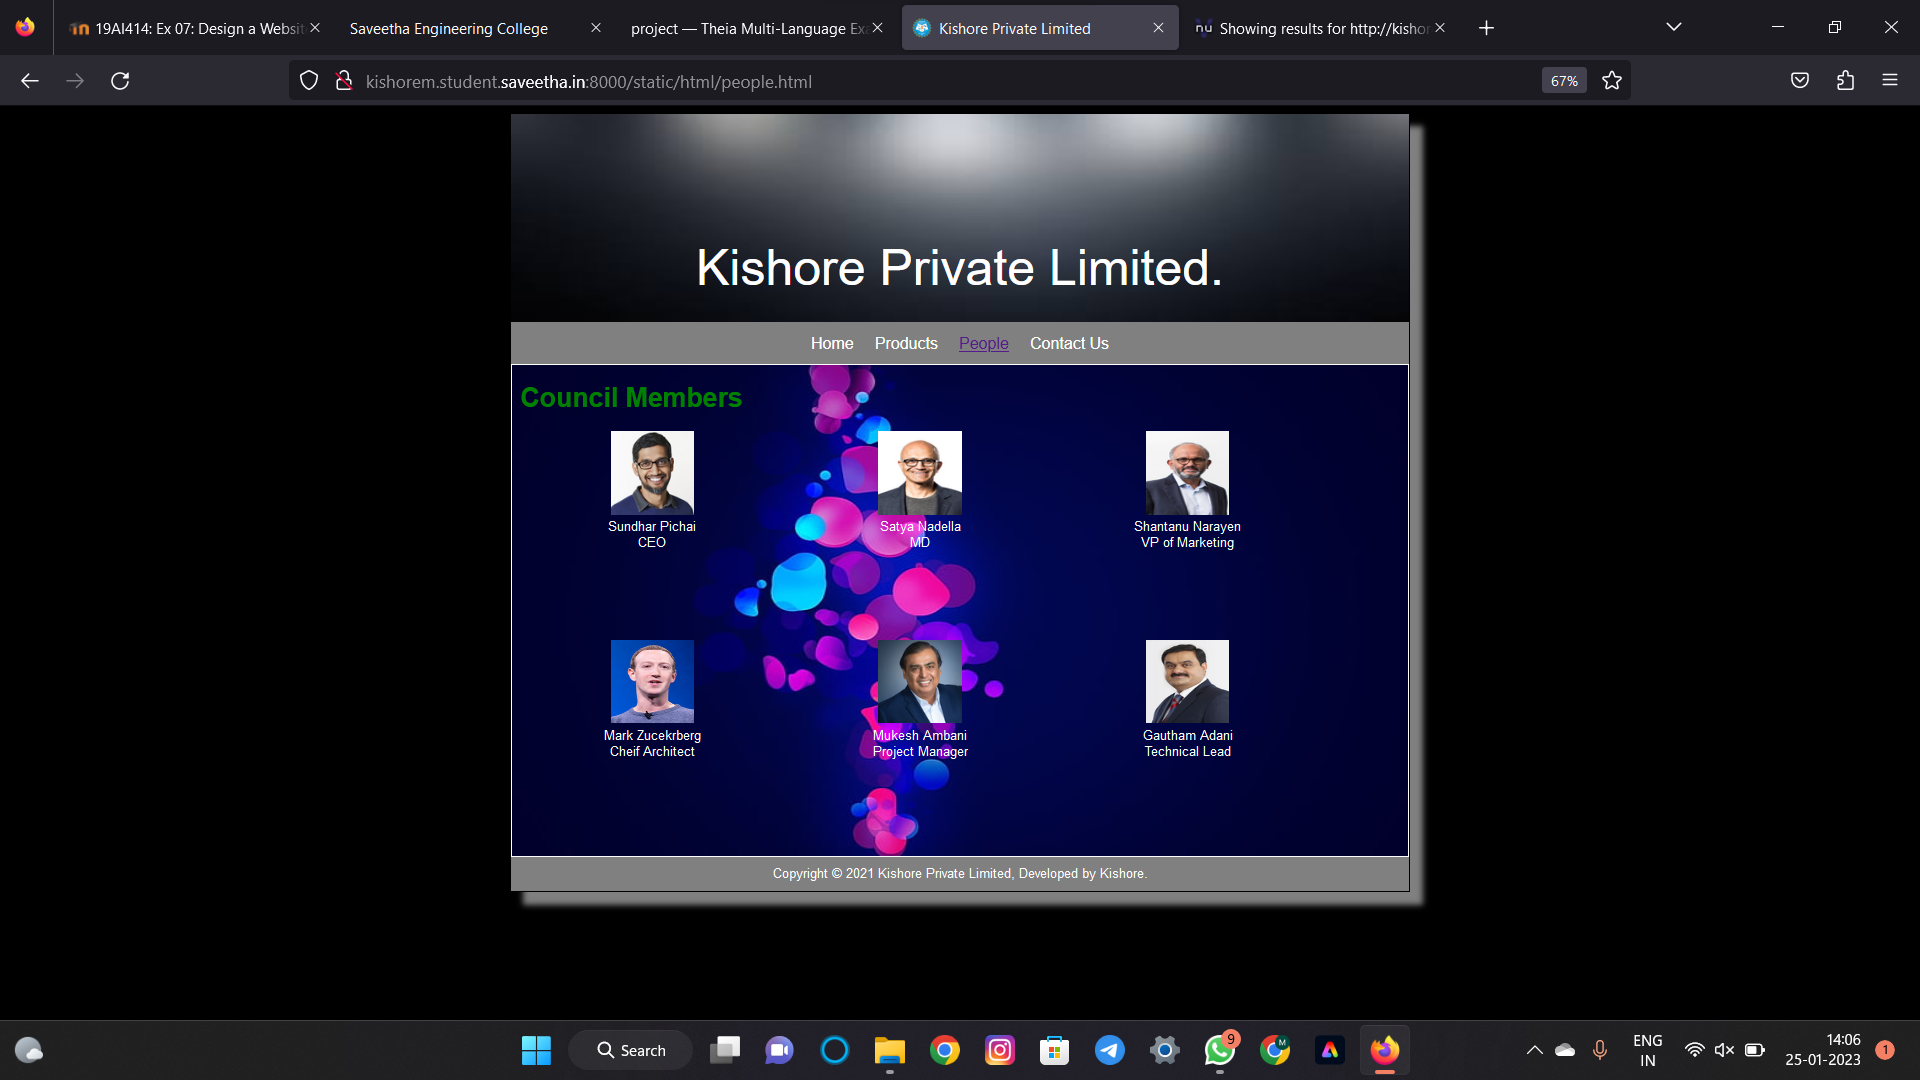 19AI414: Ex 07: Design a Websit
Saveetha Engineering College
project — Theia Multi-Language Exa
Kishore Private Limited
Showing results for http://kishor
kishorem.student.saveetha.in:8000/static/html/people.html
67%
Kishore Private Limited.
Home Products People Contact Us
Council Members
Sundhar Pichai
CEO
Satya Nadella
MD
Shantanu Narayen
VP of Marketing
Mark Zucekrberg
Cheif Architect
Mukesh Ambani
Project Manager
Gautham Adani
Technical Lead
Copyright © 2021 Kishore Private Limited, Developed by Kishore.
Search
9
M
ENG
IN
14:06
25-01-2023
1